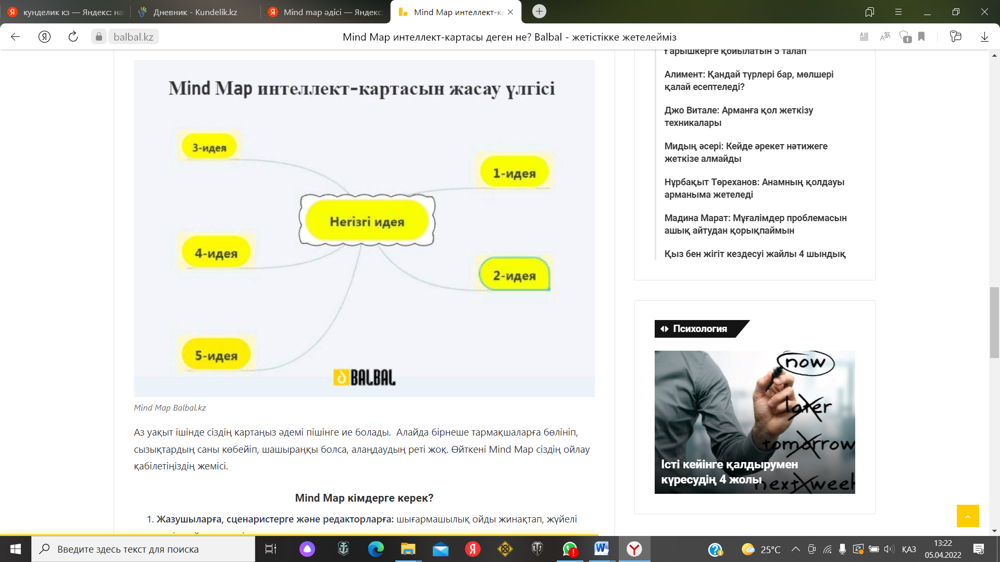 кунделик кз — Яндекс: на
Дневник - Kundelik.kz
Mind map әдісі — Яндекс:
Mind Map интеллект-ка
balbal.kz
Mind Map интеллект-картасы деген не? Balbal - жетістікке жетелейміз
1
Mind Map интеллект-картасын жасау үлгісі
3-идея
1-идея
Негізгі идея
4-идея
2-идея
5-идея
BALBAL
Mind Map Balbal.kz
Аз уақыт ішінде сіздің картаңыз әдемі пішінге ие болады. Алайда бірнеше тармақшаларға бөлініп,
сызықтардың саны көбейіп, шашыраңқы болса, алаңдаудың реті жоқ. Өйткені Mind Map сіздің ойлау
қабілетіңіздің жемісі.
Mind Map кімдерге керек?
1. Жазушыларға, сценаристерге және редакторларға: шығармашылық ойды жинақтап, жүйелі
Ғарышкерге қойылатын 5 талап
Алимент: Қандай түрлері бар, мөлшері
қалай есептеледі?
Джо Витале: Арманға қол жеткізу
техникалары
Мидың әсері: Кейде әрекет нәтижеге
жеткізе алмайды
Нұрбақыт Төреханов: Анамның қолдауы
арманыма жетеледі
Мадина Марат: Мұғалімдер проблемасын
ашық айтудан қорықпаймын
Қыз бен жігіт кездесуі жайлы 4 шындық
Психология
now
later
tomorrow
next week
Істі кейінге қалдырумен
күресудің 4 жолы
Введите здесь текст для поиска
25°C
ҚАЗ
13:22
05.04.2022